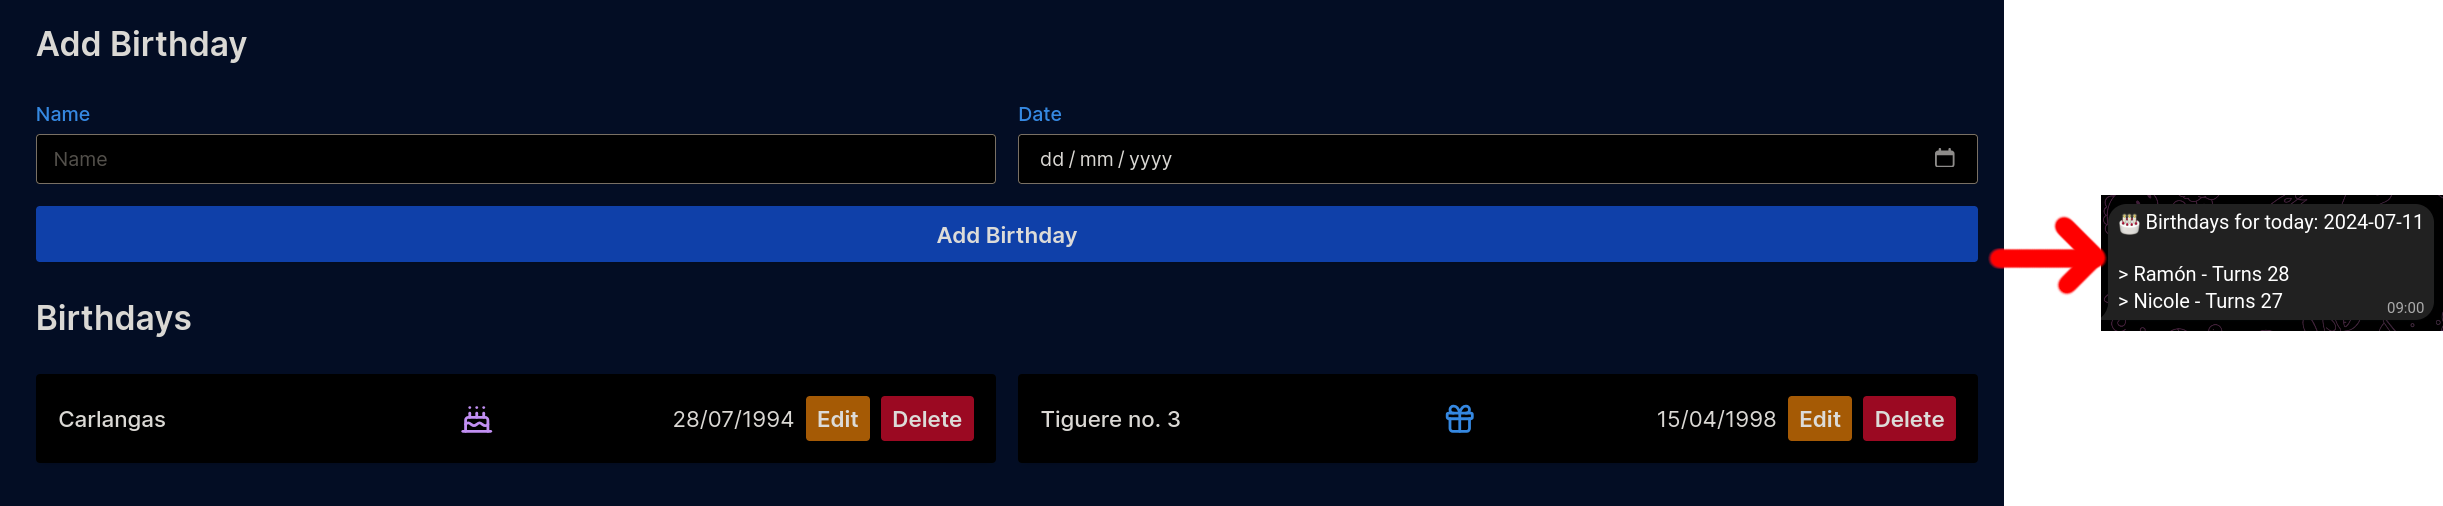 Add Birthday
Name
Date
Name
dd / mm / yyyy
Add Birthday
Birthdays
Carlangas 28/07/1994 Edit Delete
Tiguere no. 3 15/04/1998 Edit Delete
🎂 Birthdays for today: 2024-07-11
> Ramón - Turns 28
> Nicole - Turns 27
09:00